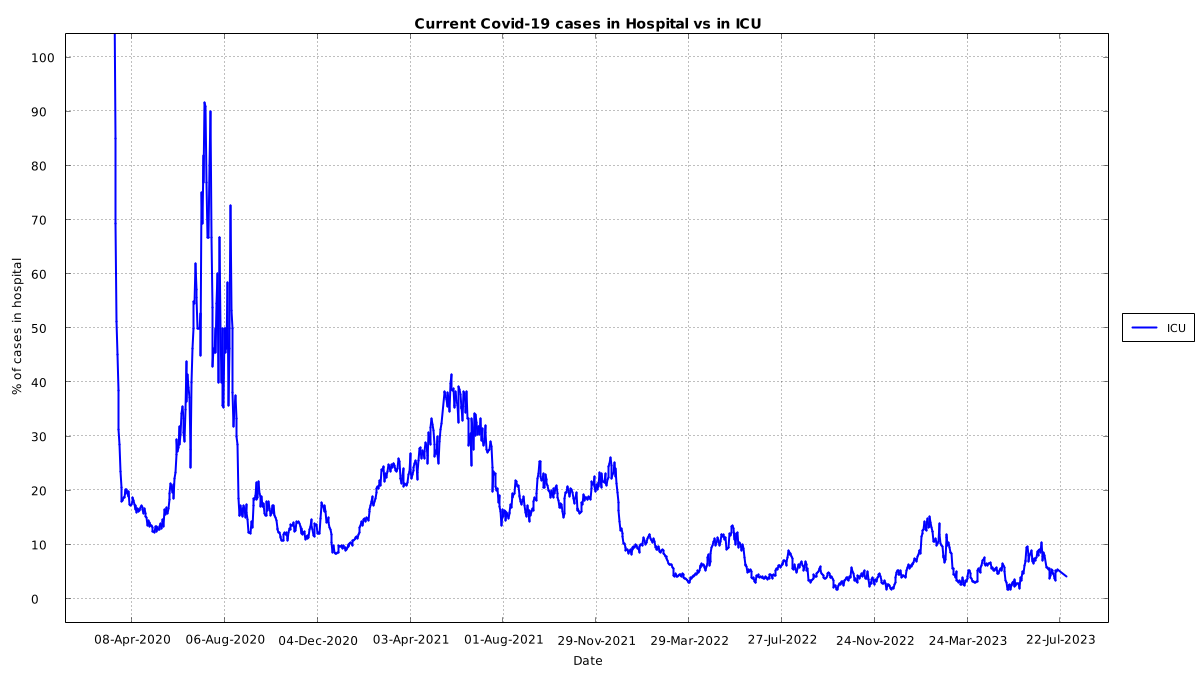 Current Covid-19 cases in Hospital vs in ICU
100
90
80
70
60
50
40
30
20
10
0
% of cases in hospital
08-Apr-2020 06-Aug-2020 04-Dec-2020 03-Apr-2021 01-Aug-2021 29-Nov-2021 29-Mar-2022 27-Jul-2022 24-Nov-2022 24-Mar-2023 22-Jul-2023
Date
ICU